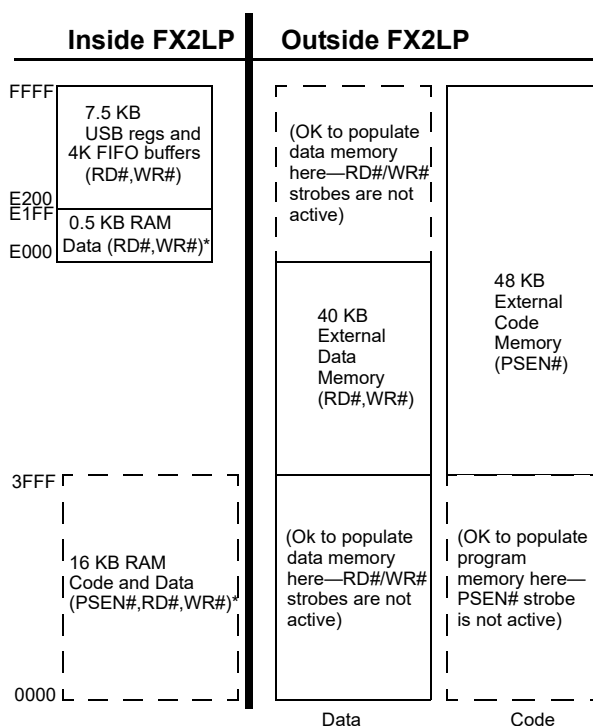 Inside FX2LP
Outside FX2LP
FFFF
7.5 KB
USB regs and
4K FIFO buffers
(RD#,WR#)
E200
E1FF
0.5 KB RAM
Data (RD#,WR#)*
E000
(OK to populate
data memory
here—RD#/WR#
strobes are not
active)
40 KB
External
Data
Memory
(RD#,WR#)
48 KB
External
Code
Memory
(PSEN#)
3FFF
16 KB RAM
Code and Data
(PSEN#,RD#,WR#)*
0000
(Ok to populate
data memory
here—RD#/WR#
strobes are not
active)
(OK to populate
program
memory here—
PSEN# strobe
is not active)
Data
Code